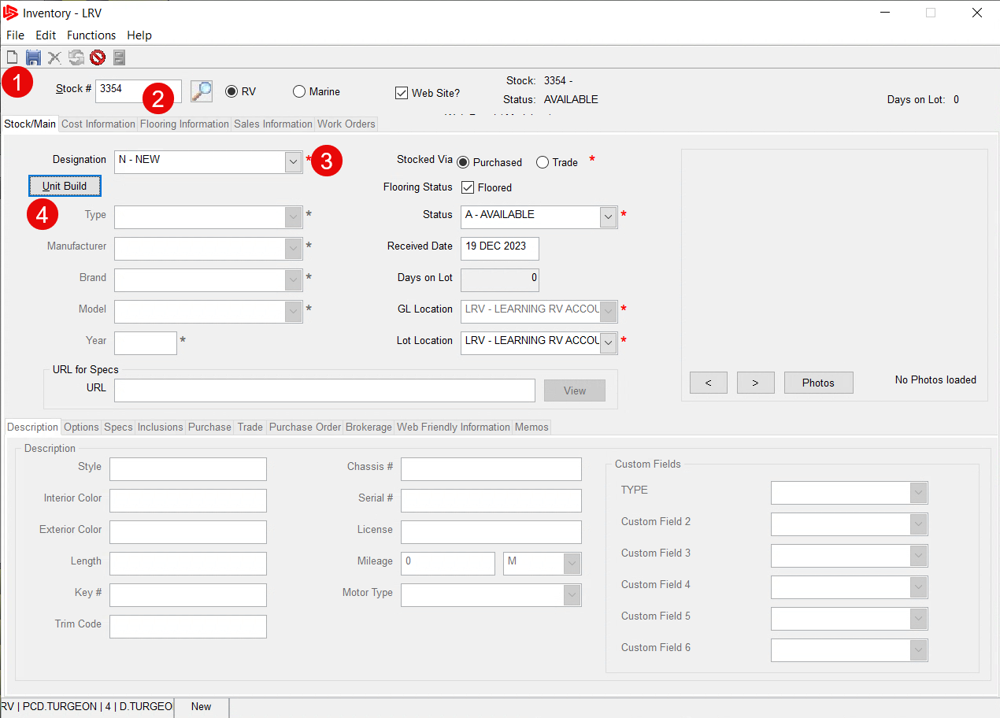 Inventory - LRV
File Edit Functions Help
1
Stock # 3354 2 RV Marine Web Site? Stock: 3354 -
Status: AVAILABLE Days on Lot: 0
Stock/Main Cost Information Flooring Information Sales Information Work Orders
Designation N - NEW * 3 Stocked Via Purchased Trade *
Unit Build Flooring Status Floored
4 Type * Status A - AVAILABLE *
Manufacturer * Received Date 19 DEC 2023
Brand * Days on Lot 0
Model * GL Location LRV - LEARNING RV ACCOU *
Year * Lot Location LRV - LEARNING RV ACCOU *
URL for Specs
URL View
< > Photos No Photos loaded
Description Options Specs Inclusions Purchase Trade Purchase Order Brokerage Web Friendly Information Memos
Description
Style Chassis # Custom Fields
Interior Color Serial # TYPE
Exterior Color License Custom Field 2
Length Mileage 0 M Custom Field 3
Key # Motor Type Custom Field 4
Trim Code Custom Field 5
Custom Field 6
RV | PCD.TURGEON | 4 | D.TURGEO New